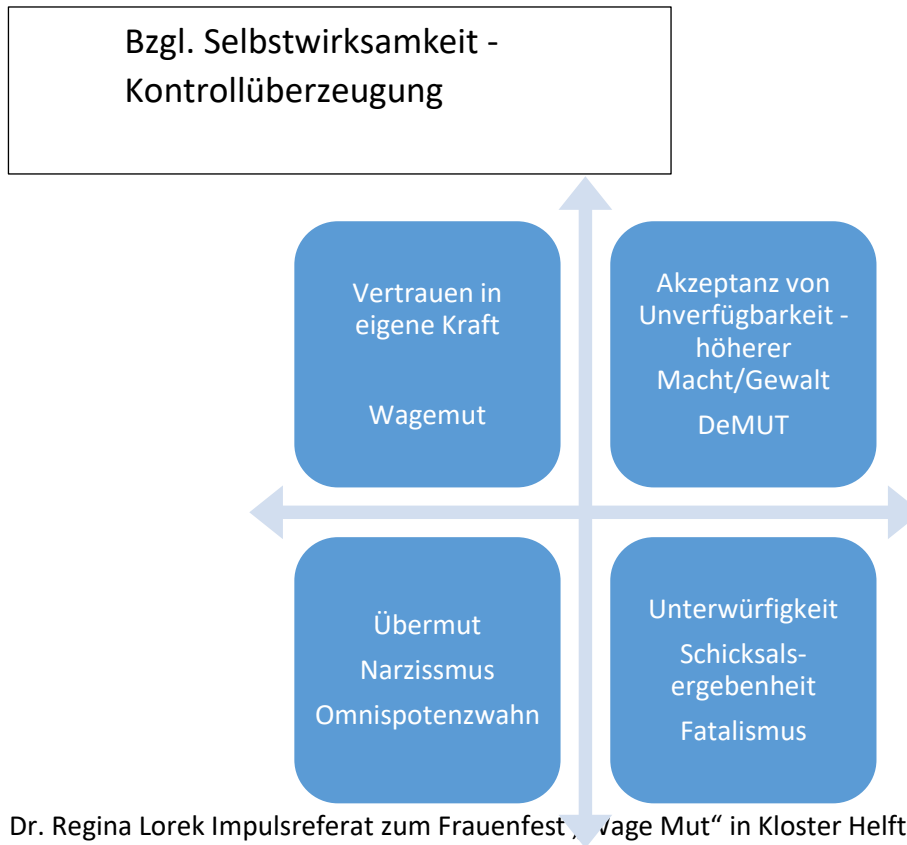 Bzgl. Selbstwirksamkeit -
Kontrollüberzeugung
Vertrauen in
eigene Kraft
Wagemut
Akzeptanz von
Unverfügbarkeit -
höherer
Macht/Gewalt
DeMUT
Übermut
Narzissmus
Omnispotenzwahn
Unterwürfigkeit
Schicksals-
ergebenheit
Fatalismus
Dr. Regina Lorek Impulsreferat zum Frauenfest Mut“ in Kloster Helft